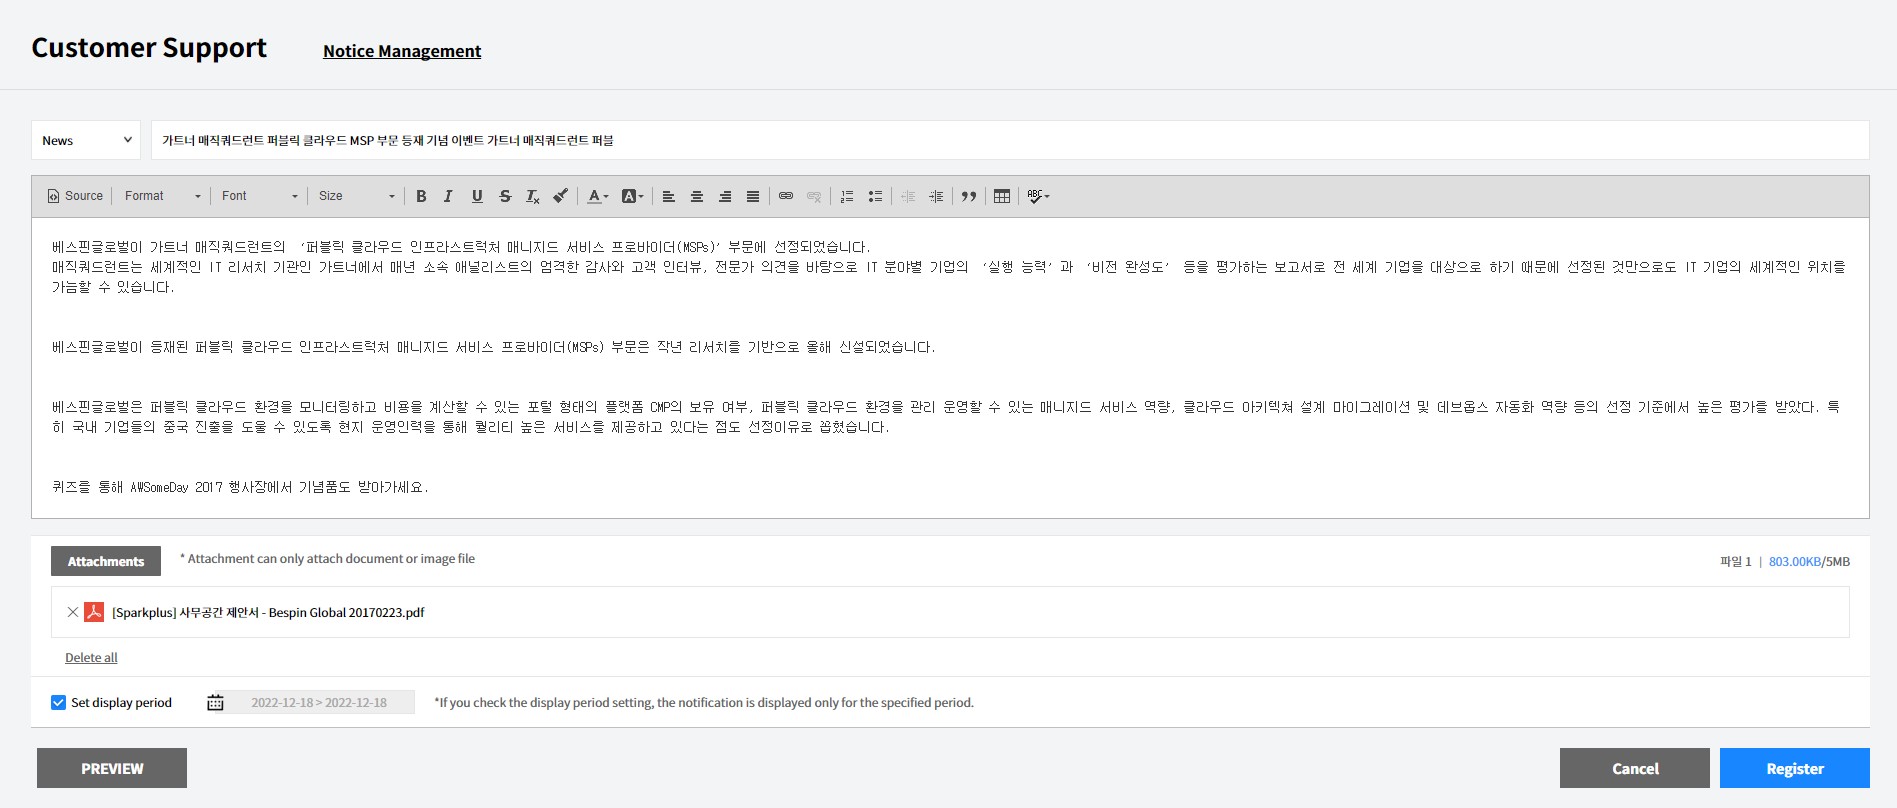 Customer Support
Notice Management
News
가트너 매직쿼드런트 퍼블릭 클라우드 MSP 부문 등재 기념 이벤트 가트너 매직쿼드런트 퍼블
Source Format Font Size
베스핀글로벌이 가트너 매직쿼드런트의 ‘퍼블릭 클라우드 인프라스트럭처 매니지드 서비스 프로바이더(MSPs)’ 부문에 선정되었습니다.
매직쿼드런트는 세계적인 IT 리서치 기관인 가트너에서 매년 소속 애널리스트의 엄격한 감사와 고객 인터뷰, 전문가 의견을 바탕으로 IT 분야별 기업의 ‘실행 능력’과 ‘비전 완성도’ 등을 평가하는 보고서로 전 세계 기업을 대상으로 하기 때문에 선정된 것만으로도 IT 기업의 세계적인 위치를
가늠할 수 있습니다.
베스핀글로벌이 등재된 퍼블릭 클라우드 인프라스트럭처 매니지드 서비스 프로바이더(MSPs) 부문은 작년 리서치를 기반으로 올해 신설되었습니다.
베스핀글로벌은 퍼블릭 클라우드 환경을 모니터링하고 비용을 계산할 수 있는 포털 형태의 플랫폼 CMP의 보유 여부, 퍼블릭 클라우드 환경을 관리 운영할 수 있는 매니지드 서비스 역량, 클라우드 아키텍쳐 설계 마이그레이션 및 데브옵스 자동화 역량 등의 선정 기준에서 높은 평가를 받았다. 특
히 국내 기업들의 중국 진출을 도울 수 있도록 현지 운영인력을 통해 퀄리티 높은 서비스를 제공하고 있다는 점도 선정이유로 꼽혔습니다.
퀴즈를 통해 AWSomeDay 2017 행사장에서 기념품도 받아가세요.
Attachments
* Attachment can only attach document or image file
파일 1 | 803.00KB/5MB
[Sparkplus] 사무공간 제안서 - Bespin Global 20170223.pdf
Delete all
Set display period
2022-12-18 > 2022-12-18
*If you check the display period setting, the notification is displayed only for the specified period.
PREVIEW
Cancel
Register